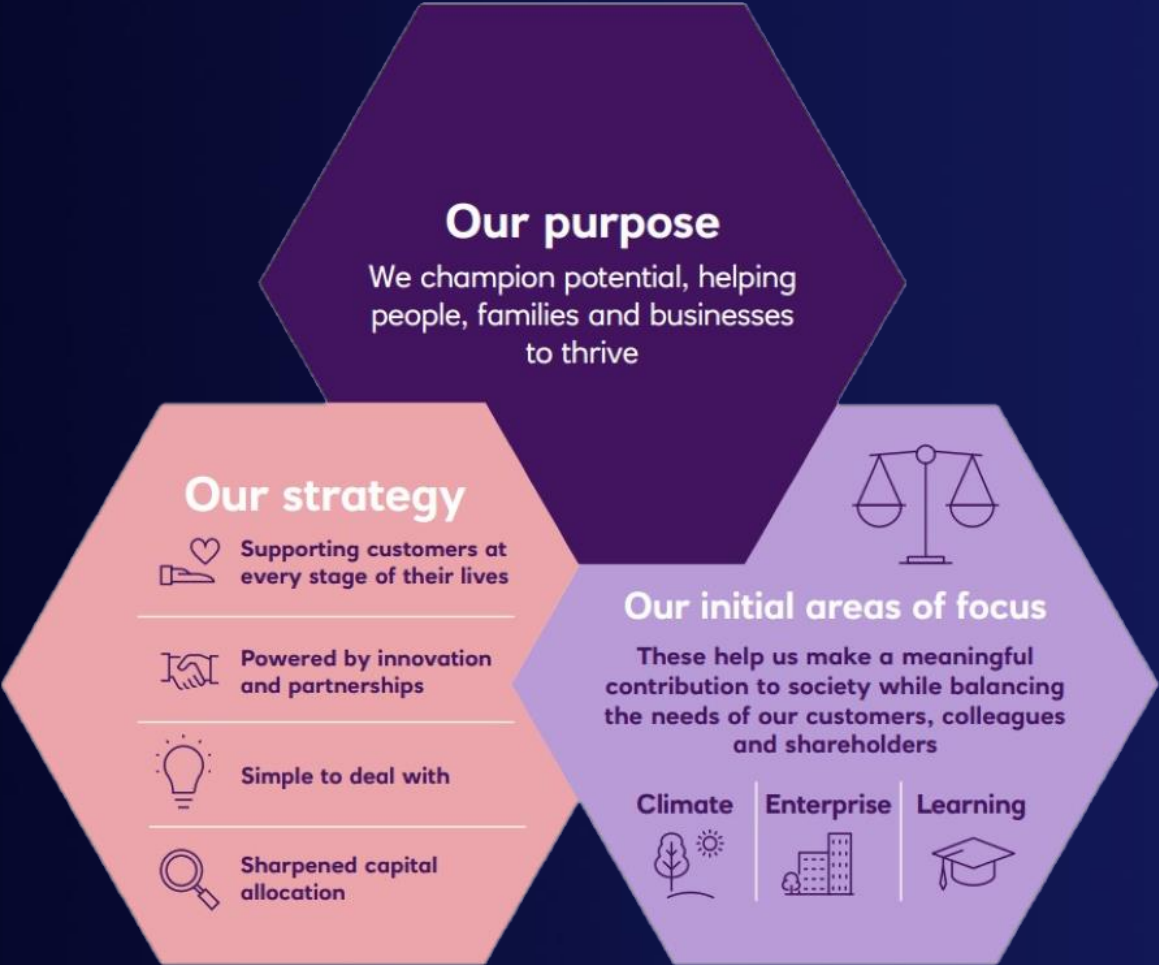 Our purpose
We champion potential, helping
people, families and businesses
to thrive
Our strategy
Supporting customers at
every stage of their lives
Powered by innovation
and partnerships
Simple to deal with
Sharpened capital
allocation
Our initial areas of focus
These help us make a meaningful
contribution to society while balancing
the needs of our customers, colleagues
and shareholders
Climate
Enterprise
Learning